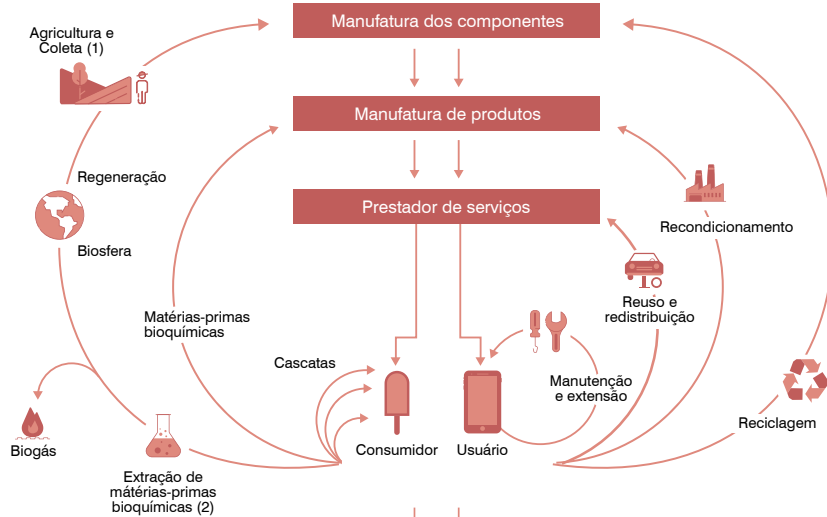 Manufatura dos componentes
Agricultura e
Coleta (1)
Manufatura de produtos
Regeneração
Prestador de serviços
Recondicionamento
Biosfera
Reuso e
redistribuição
Matérias-primas
bioquímicas
Cascatas
Manutenção
e extensão
Reciclagem
Biogás
Consumidor
Usuário
Extração de
mátérias-primas
bioquímicas (2)